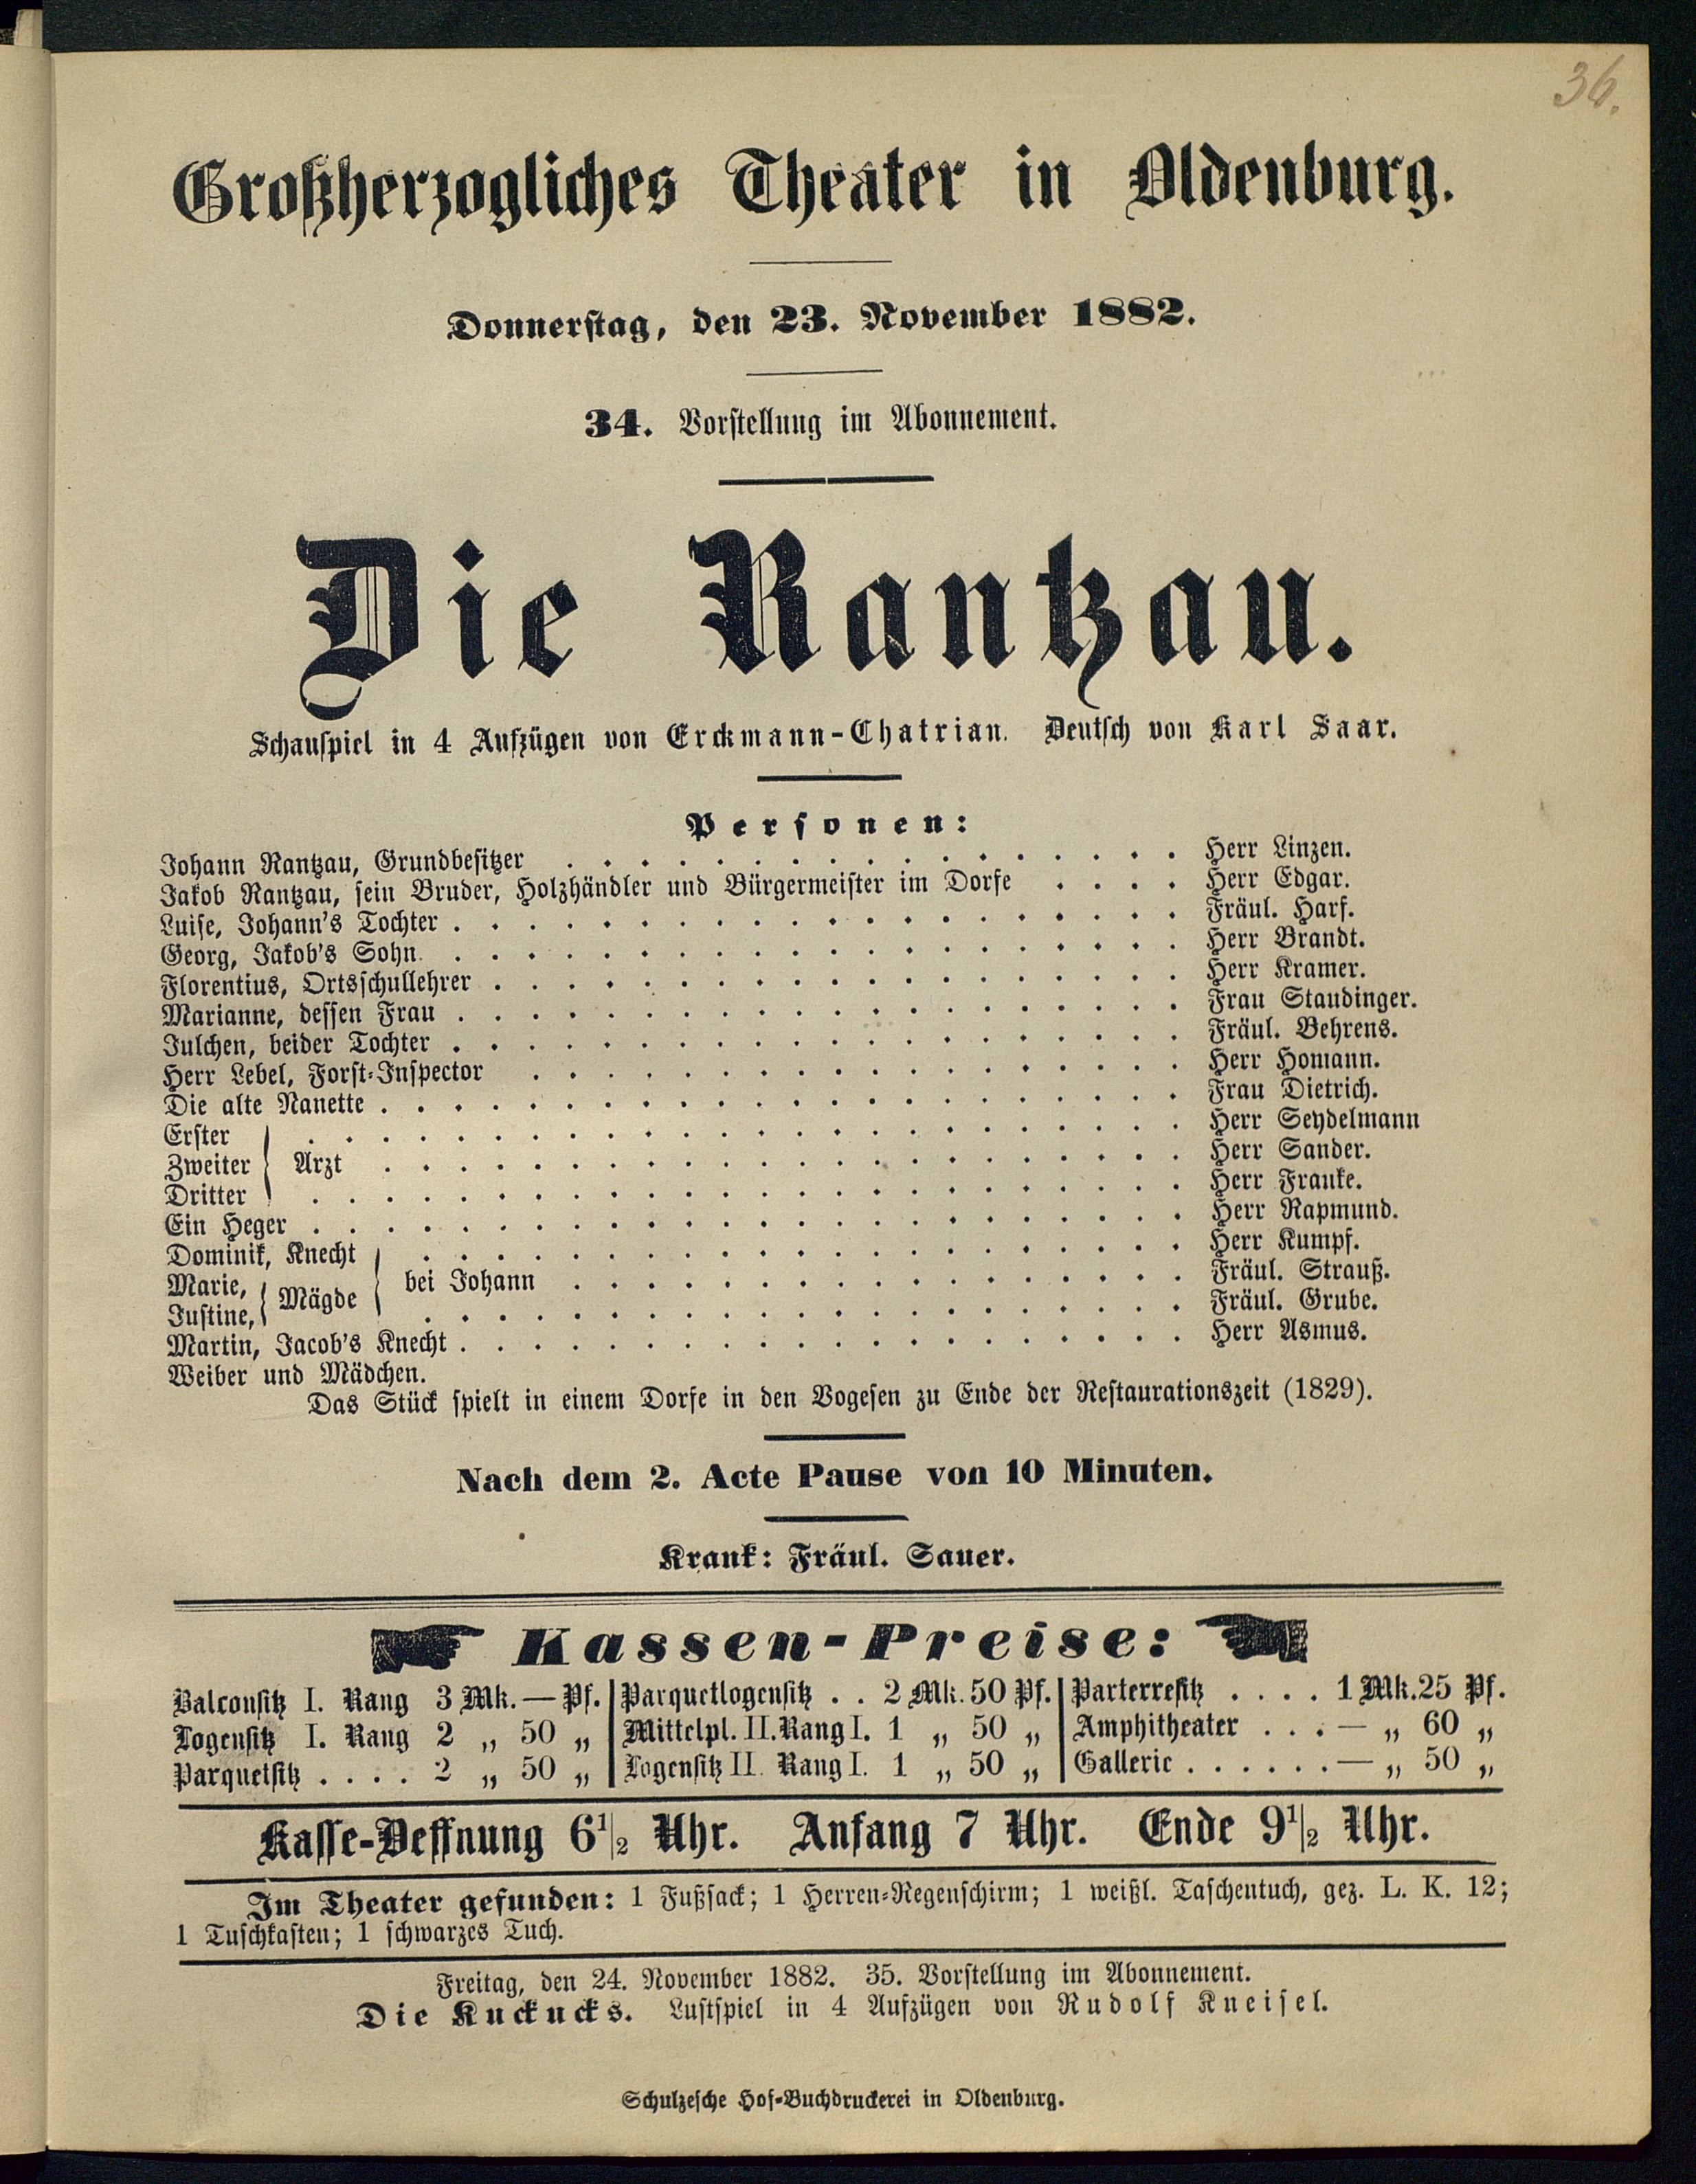 36.
Großherzogliches Theater in Oldenburg.
Donnerstag, den 23. November 1882.
34. Vorstellung im Abonnement.
Die Rantzau.
Schauspiel in 4 Aufzügen von Erckmann-Chatrian. Deutsch von Karl Saar.
Personen:
Johann Rantzau, Grundbesitzer . . . . . . . . . . . . . . . . . Herr Linzen.
Jakob Rantzau, sein Bruder, Holzhändler und Bürgermeister im Dorfe . . . . Herr Edgar.
Luise, Johann's Tochter . . . . . . . . . . . . . . . . . . . . Fräul. Harf.
Georg, Jakob's Sohn . . . . . . . . . . . . . . . . . . . . Herr Brandt.
Florentius, Ortsschullehrer . . . . . . . . . . . . . . . . . . . Herr Kramer.
Marianne, dessen Frau . . . . . . . . . . . . . . . . . . . . Frau Staudinger.
Julchen, beider Tochter . . . . . . . . . . . . . . . . . . . . Fräul. Behrens.
Herr Lebel, Forst-Inspector . . . . . . . . . . . . . . . . . . Herr Homann.
Die alte Nanette . . . . . . . . . . . . . . . . . . . . . . Frau Dietrich.
Erster . . . . . . . . . . . . . . . . . . . . . . . . Herr Seydelmann
Zweiter } Arzt . . . . . . . . . . . . . . . . . . . . . . Herr Sander.
Dritter . . . . . . . . . . . . . . . . . . . . . . . . Herr Franke.
Ein Heger . . . . . . . . . . . . . . . . . . . . . . . . Herr Rapmund.
Dominik, Knecht . . . . . . . . . . . . . . . . . . . . . Herr Kumpf.
Marie, } Mägde } bei Johann . . . . . . . . . . . . . . . . . Fräul. Strauß.
Justine, . . . . . . . . . . . . . . . . . . . . . Fräul. Grube.
Martin, Jacob's Knecht . . . . . . . . . . . . . . . . . . . . Herr Asmus.
Weiber und Mädchen.
Das Stück spielt in einem Dorfe in den Vogesen zu Ende der Restaurationszeit (1829).
Nach dem 2. Acte Pause von 10 Minuten.
Krank: Fräul. Sauer.
Kassen-Preise:
Balconsitz I. Rang 3 Mk. — Pf. | Parquetlogensitz . . 2 Mk. 50 Pf. | Parterresitz . . . . 1 Mk. 25 Pf.
Logensitz I. Rang 2 „ 50 „ | Mittelpl. II. Rang I. 1 „ 50 „ | Amphitheater . . . — „ 60 „
Parquetsitz . . . . 2 „ 50 „ | Logensitz II. Rang I. 1 „ 50 „ | Gallerie . . . . . . — „ 50 „
Kasse-Oeffnung 6 1/2 Uhr. Anfang 7 Uhr. Ende 9 1/2 Uhr.
Im Theater gefunden: 1 Fußsack; 1 Herren-Regenschirm; 1 weißl. Taschentuch, gez. L. K. 12;
1 Tuschkasten; 1 schwarzes Tuch.
Freitag, den 24. November 1882. 35. Vorstellung im Abonnement.
Die Kuckucks. Lustspiel in 4 Aufzügen von Rudolf Kneisel.
Schulzesche Hof-Buchdruckerei in Oldenburg.